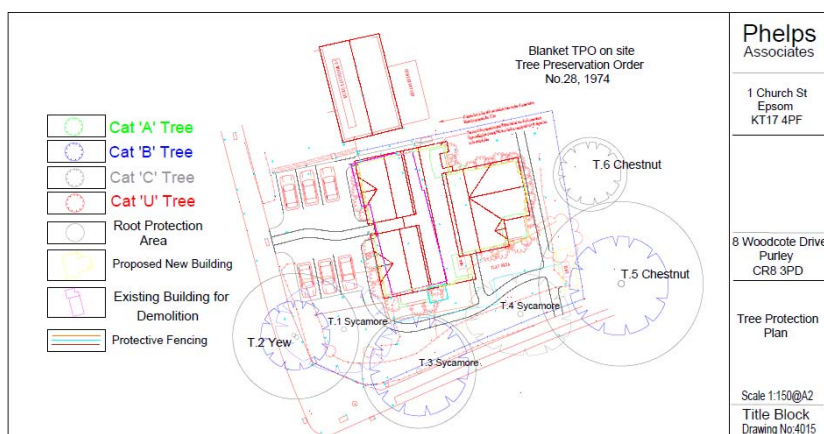 Blanket TPO on site
Tree Preservation Order
No.28, 1974
Cat 'A' Tree
Cat 'B' Tree
Cat 'C' Tree
Cat 'U' Tree
Root Protection
Area
Proposed New Building
Existing Building for
Demolition
Protective Fencing
T.6 Chestnut
T.5 Chestnut
T.4 Sycamore
T.1 Sycamore
T.2 Yew
T.3 Sycamore
Phelps
Associates
1 Church St
Epsom
KT17 4PF
8 Woodcote Drive
Purley
CR8 3PD
Tree Protection
Plan
Scale 1:150@A2
Title Block
Drawing No:4015